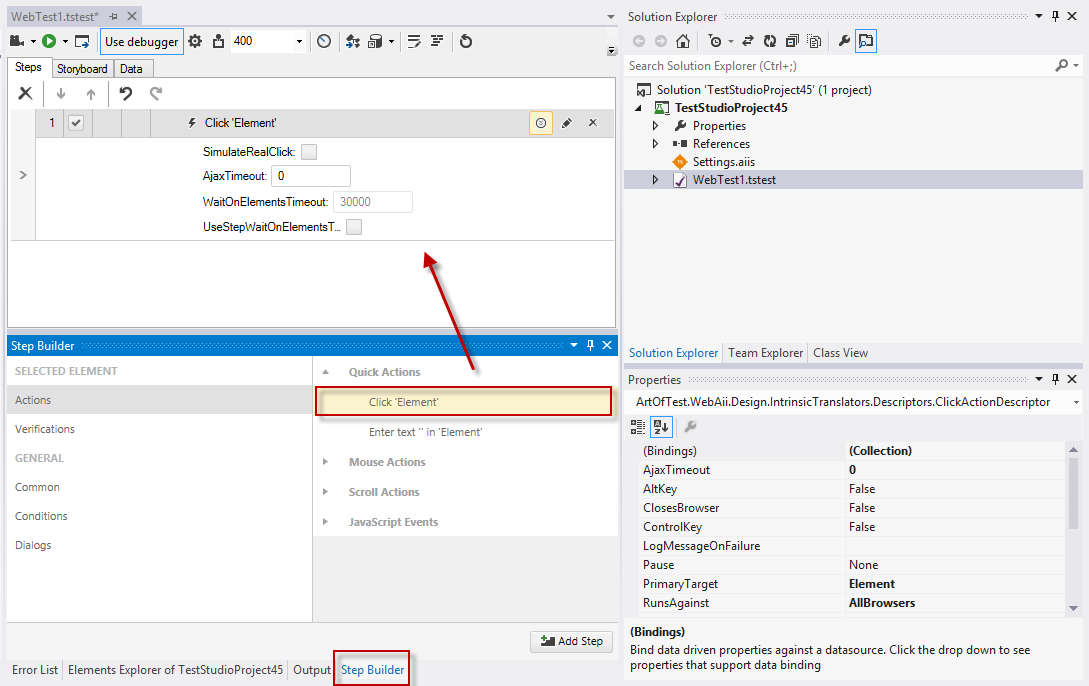 WebTest1.tstest*
Use debugger
400
Steps
Storyboard
Data
1
Click 'Element'
SimulateRealClick:
AjaxTimeout: 0
WaitOnElementsTimeout: 30000
UseStepWaitOnElementsT...
Step Builder
SELECTED ELEMENT
Actions
Verifications
GENERAL
Common
Conditions
Dialogs
Quick Actions
Click 'Element'
Enter text '' in 'Element'
Mouse Actions
Scroll Actions
JavaScript Events
Add Step
Error List
Elements Explorer of TestStudioProject45
Output
Step Builder
Solution Explorer
Search Solution Explorer (Ctrl+;)
Solution 'TestStudioProject45' (1 project)
TestStudioProject45
Properties
References
Settings.aiis
WebTest1.tstest
Solution Explorer
Team Explorer
Class View
Properties
ArtOfTest.WebAii.Design.IntrinsicTranslators.Descriptors.ClickActionDescriptor
(Bindings) (Collection)
AjaxTimeout 0
AltKey False
ClosesBrowser False
ControlKey False
LogMessageOnFailure
Pause None
PrimaryTarget Element
RunsAgainst AllBrowsers
(Bindings)
Bind data driven properties against a datasource. Click the drop down to see
properties that support data binding